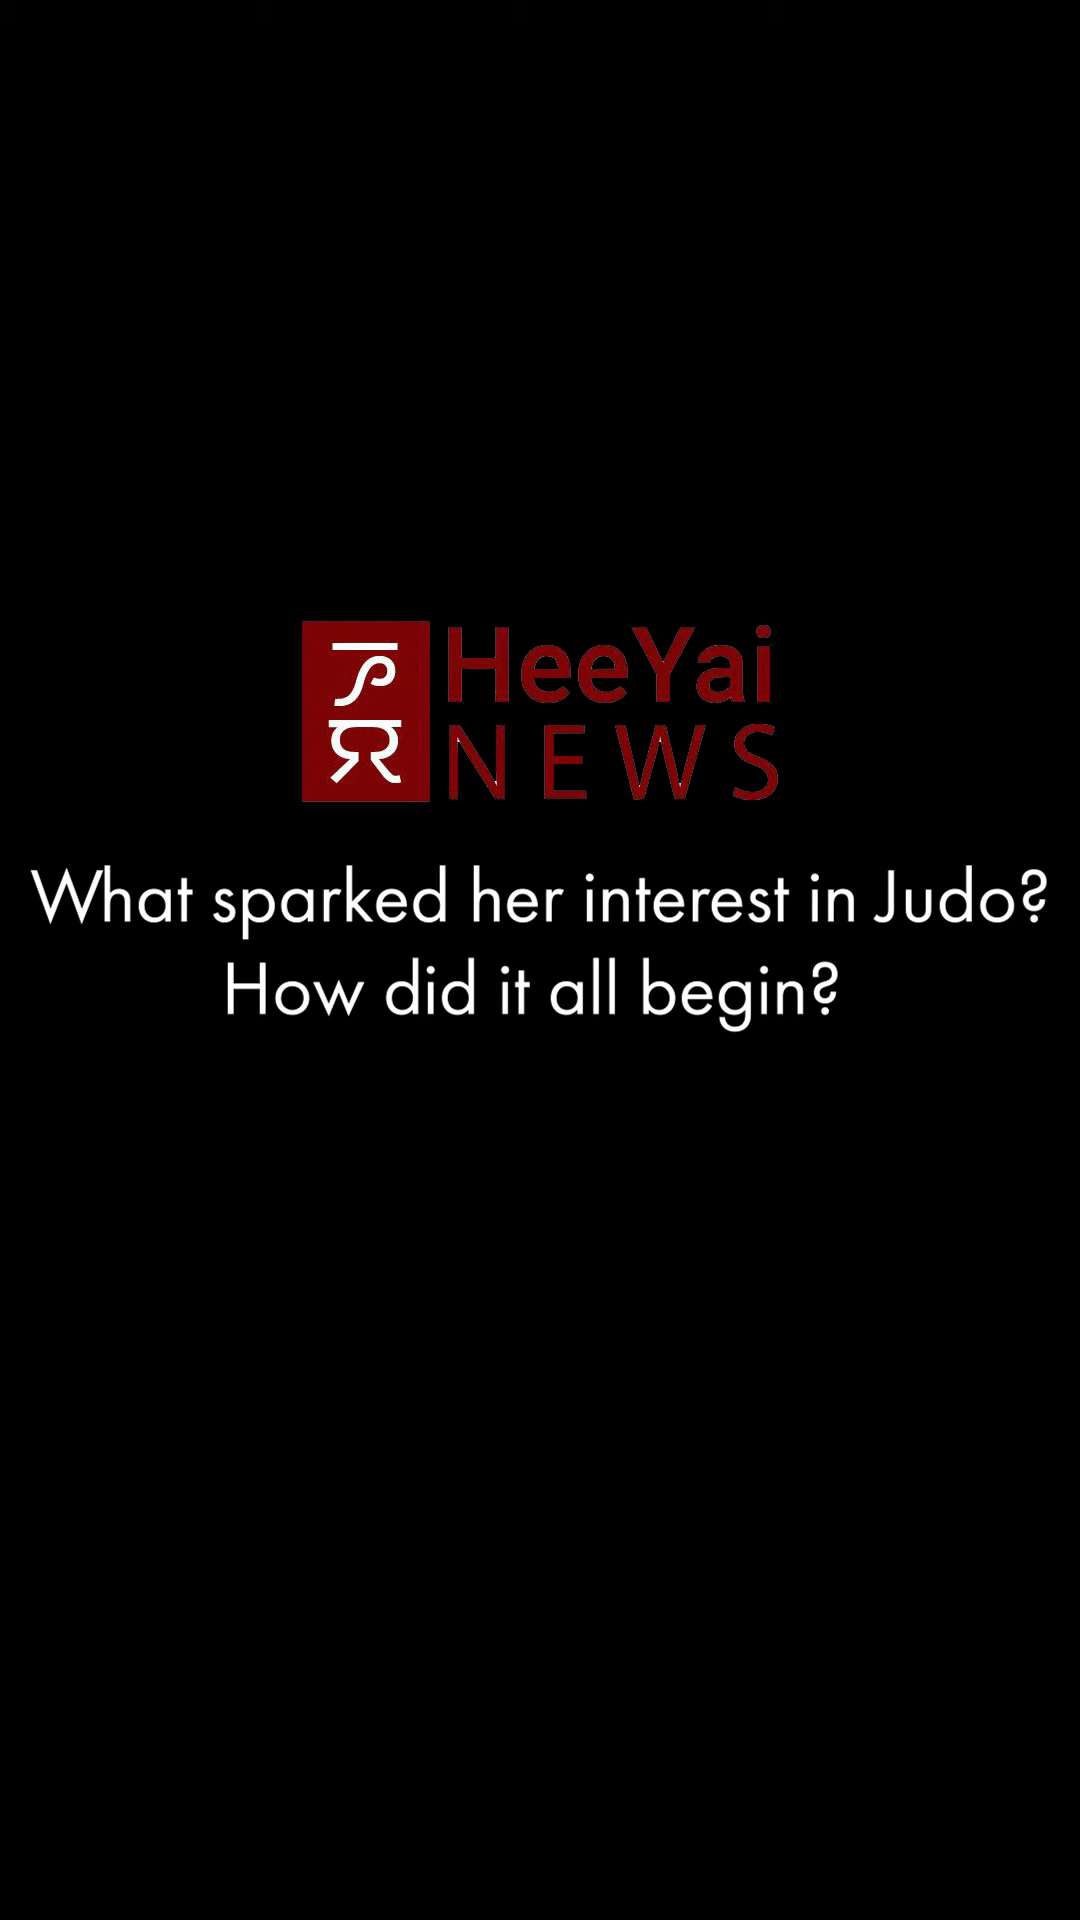 HeeYai
NEWS
What sparked her interest in Judo?
How did it all begin?